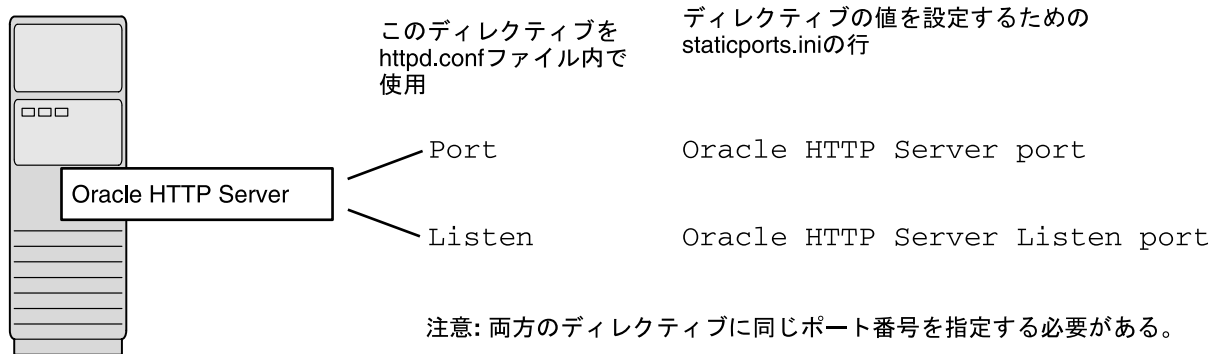 このディレクティブを
httpd.confファイル内で
使用
ディレクティブの値を設定するための
staticports.iniの行
Oracle HTTP Server
Port
Oracle HTTP Server port
Listen
Oracle HTTP Server Listen port
注意: 両方のディレクティブに同じポート番号を指定する必要がある。